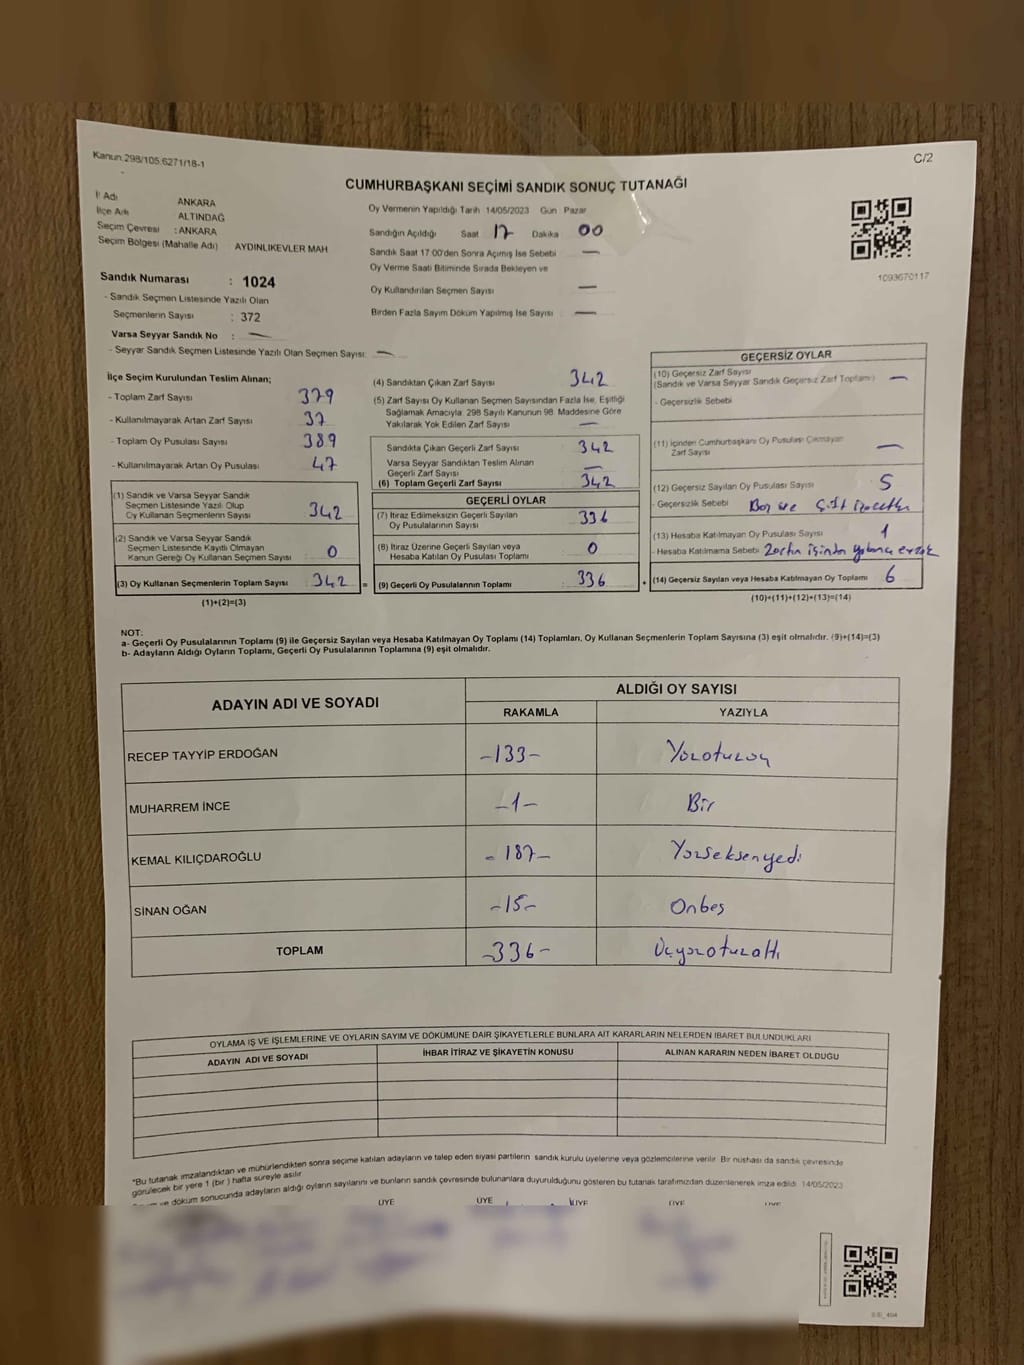 Kanun:298/105.6271/18-1
C/2
CUMHURBAŞKANI SEÇİMİ SANDIK SONUÇ TUTANAĞI
İl Adı ANKARA
İlçe Adı ALTINDAĞ
Seçim Çevresi : ANKARA
Seçim Bölgesi (Mahalle Adı) AYDINLIKEVLER MAH
Oy Vermenin Yapıldığı Tarih 14/05/2023 Gün Pazar
Sandığın Açıldığı Saat 17 Dakika 00
Sandık Saat 17:00'den Sonra Açımış İse Sebebi —
Oy Verme Saati Bitiminde Sırada Bekleyen ve
Oy Kullandırılan Seçmen Sayısı —
Birden Fazla Sayım Döküm Yapılmış İse Sayısı —
1093670117
Sandık Numarası : 1024
- Sandık Seçmen Listesinde Yazılı Olan
Seçmenlerin Sayısı : 372
Varsa Seyyar Sandık No : —
- Seyyar Sandık Seçmen Listesinde Yazılı Olan Seçmen Sayısı: —
İlçe Seçim Kurulundan Teslim Alınan;
- Toplam Zarf Sayısı 379
- Kullanılmayarak Artan Zarf Sayısı 37
- Toplam Oy Pusulası Sayısı 389
- Kullanılmayarak Artan Oy Pusulası 47
(1) Sandık ve Varsa Seyyar Sandık
Seçmen Listesinde Yazılı Olup
Oy Kullanan Seçmenlerin Sayısı 342
(2) Sandık ve Varsa Seyyar Sandık
Seçmen Listesinde Kayıtlı Olmayan
Kanun Gereği Oy Kullanan Seçmen Sayısı 0
(3) Oy Kullanan Seçmenlerin Toplam Sayısı 342 =
(1)+(2)=(3)
(4) Sandıktan Çıkan Zarf Sayısı 342
(5) Zarf Sayısı Oy Kullanan Seçmen Sayısından Fazla İse, Eşitliği
Sağlamak Amacıyla 298 Sayılı Kanunun 98. Maddesine Göre
Yakılarak Yok Edilen Zarf Sayısı —
Sandıkta Çıkan Geçerli Zarf Sayısı 342
Varsa Seyyar Sandıktan Teslim Alınan
Geçerli Zarf Sayısı —
(6) Toplam Geçerli Zarf Sayısı 342
GEÇERLİ OYLAR
(7) İtiraz Edilmeksizin Geçerli Sayılan
Oy Pusulalarının Sayısı 336
(8) İtiraz Üzerine Geçerli Sayılan veya
Hesaba Katılan Oy Pusulası Toplamı 0
(9) Geçerli Oy Pusulalarının Toplamı : 336 +
GEÇERSİZ OYLAR
(10) Geçersiz Zarf Sayısı
(Sandık ve Varsa Seyyar Sandık Geçersiz Zarf Toplamı) —
- Geçersizlik Sebebi
(11) İçinden Cumhurbaşkanı Oy Pusulası Çıkmayan
Zarf Sayısı —
(12) Geçersiz Sayılan Oy Pusulası Sayısı 5
- Geçersizlik Sebebi Boş ve Çift
(13) Hesaba Katılmayan Oy Pusulası Sayısı 1
- Hesaba Katılmama Sebebi Zarfın içinden yabancı evrak
(14) Geçersiz Sayılan veya Hesaba Katılmayan Oy Toplamı 6
(10)+(11)+(12)+(13)=(14)
NOT:
a- Geçerli Oy Pusulalarının Toplamı (9) ile Geçersiz Sayılan veya Hesaba Katılmayan Oy Toplamı (14) Toplamları, Oy Kullanan Seçmenlerin Toplam Sayısına (3) eşit olmalıdır. (9)+(14)=(3)
b- Adayların Aldığı Oyların Toplamı, Geçerli Oy Pusulalarının Toplamına (9) eşit olmalıdır.
ADAYIN ADI VE SOYADI ALDIĞI OY SAYISI
RAKAMLA YAZIYLA
RECEP TAYYİP ERDOĞAN -133- Yüzotuzüç
MUHARREM İNCE -1- Bir
KEMAL KILIÇDAROĞLU -187- Yüzseksenyedi
SİNAN OĞAN -15- Onbeş
TOPLAM -336- Üçyüzotuzaltı
OYLAMA İŞ VE İŞLEMLERİNE VE OYLARIN SAYIM VE DÖKÜMÜNE DAİR ŞİKAYETLERLE BUNLARA AİT KARARLARIN NELERDEN İBARET BULUNDUKLARI
ADAYIN ADI VE SOYADI İHBAR İTİRAZ VE ŞİKAYETİN KONUSU ALINAN KARARIN NEDEN İBARET OLDUĞU
*Bu tutanak imzalandıktan ve mühürlendikten sonra seçime katılan adayların ve talep eden siyasi partilerin sandık kurulu üyelerine veya gözlemcilerine verilir. Bir nüshası da sandık çevresinde
görülecek bir yere 1 (bir) hafta süreyle asılır.
ve döküm sonucunda adayların aldığı oyların sayılarını ve bunların sandık çevresinde bulunanlara duyurulduğunu gösteren bu tutanak tarafımızdan düzenlenerek imza edildi 14/05/2023
ÜYE ÜYE ÜYE ÜYE ÜYE